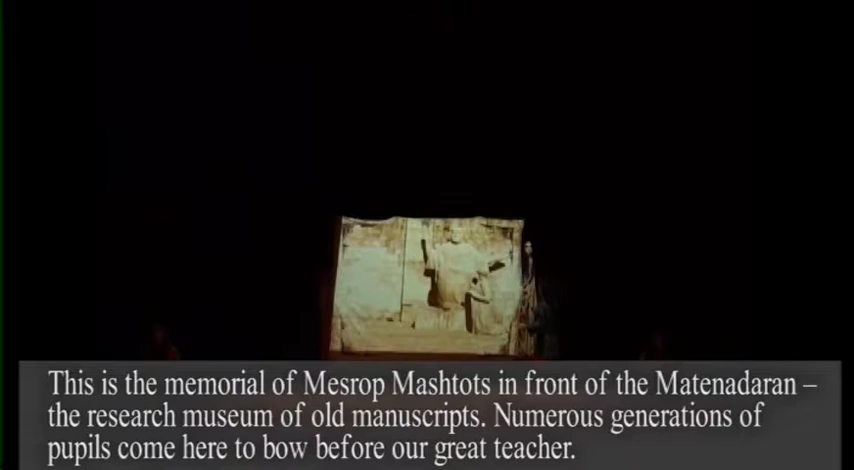 This is the memorial of Mesrop Mashtots in front of the Matenadaran –
the research museum of old manuscripts. Numerous generations of
pupils come here to bow before our great teacher.